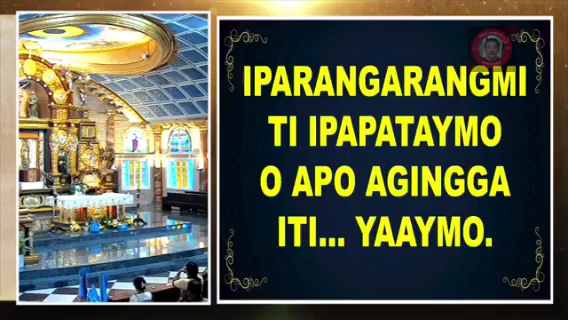 IPARANGARANGMI
TI IPAPATAYMO
O APO AGINGGA
ITI... YAAYMO.